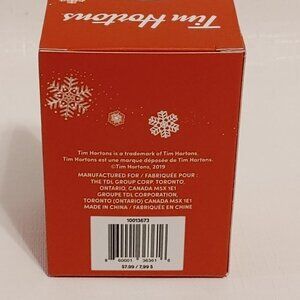 Tim Hortons
Tim Hortons is a trademark of Tim Hortons.
Tim Hortons est une marque déposée de Tim Hortons.
©Tim Hortons, 2019
MANUFACTURED FOR / FABRIQUÉE POUR :
THE TDL GROUP CORP. TORONTO,
ONTARIO, CANADA M5X 1E1
GROUPE TDL CORPORATION,
TORONTO (ONTARIO) CANADA M5X 1E1
MADE IN CHINA / FABRIQUÉE EN CHINE
10013673
$7.99 / 7,99 $